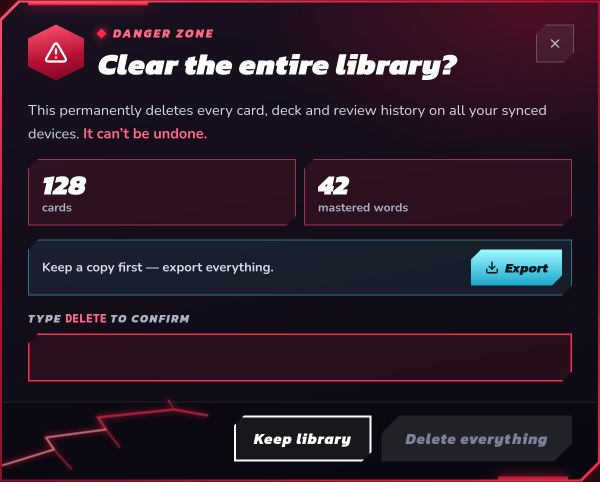 DANGER ZONE
Clear the entire library?
This permanently deletes every card, deck and review history on all your synced
devices. It can't be undone.
128
cards
42
mastered words
Keep a copy first — export everything.
Export
TYPE DELETE TO CONFIRM
Keep library
Delete everything